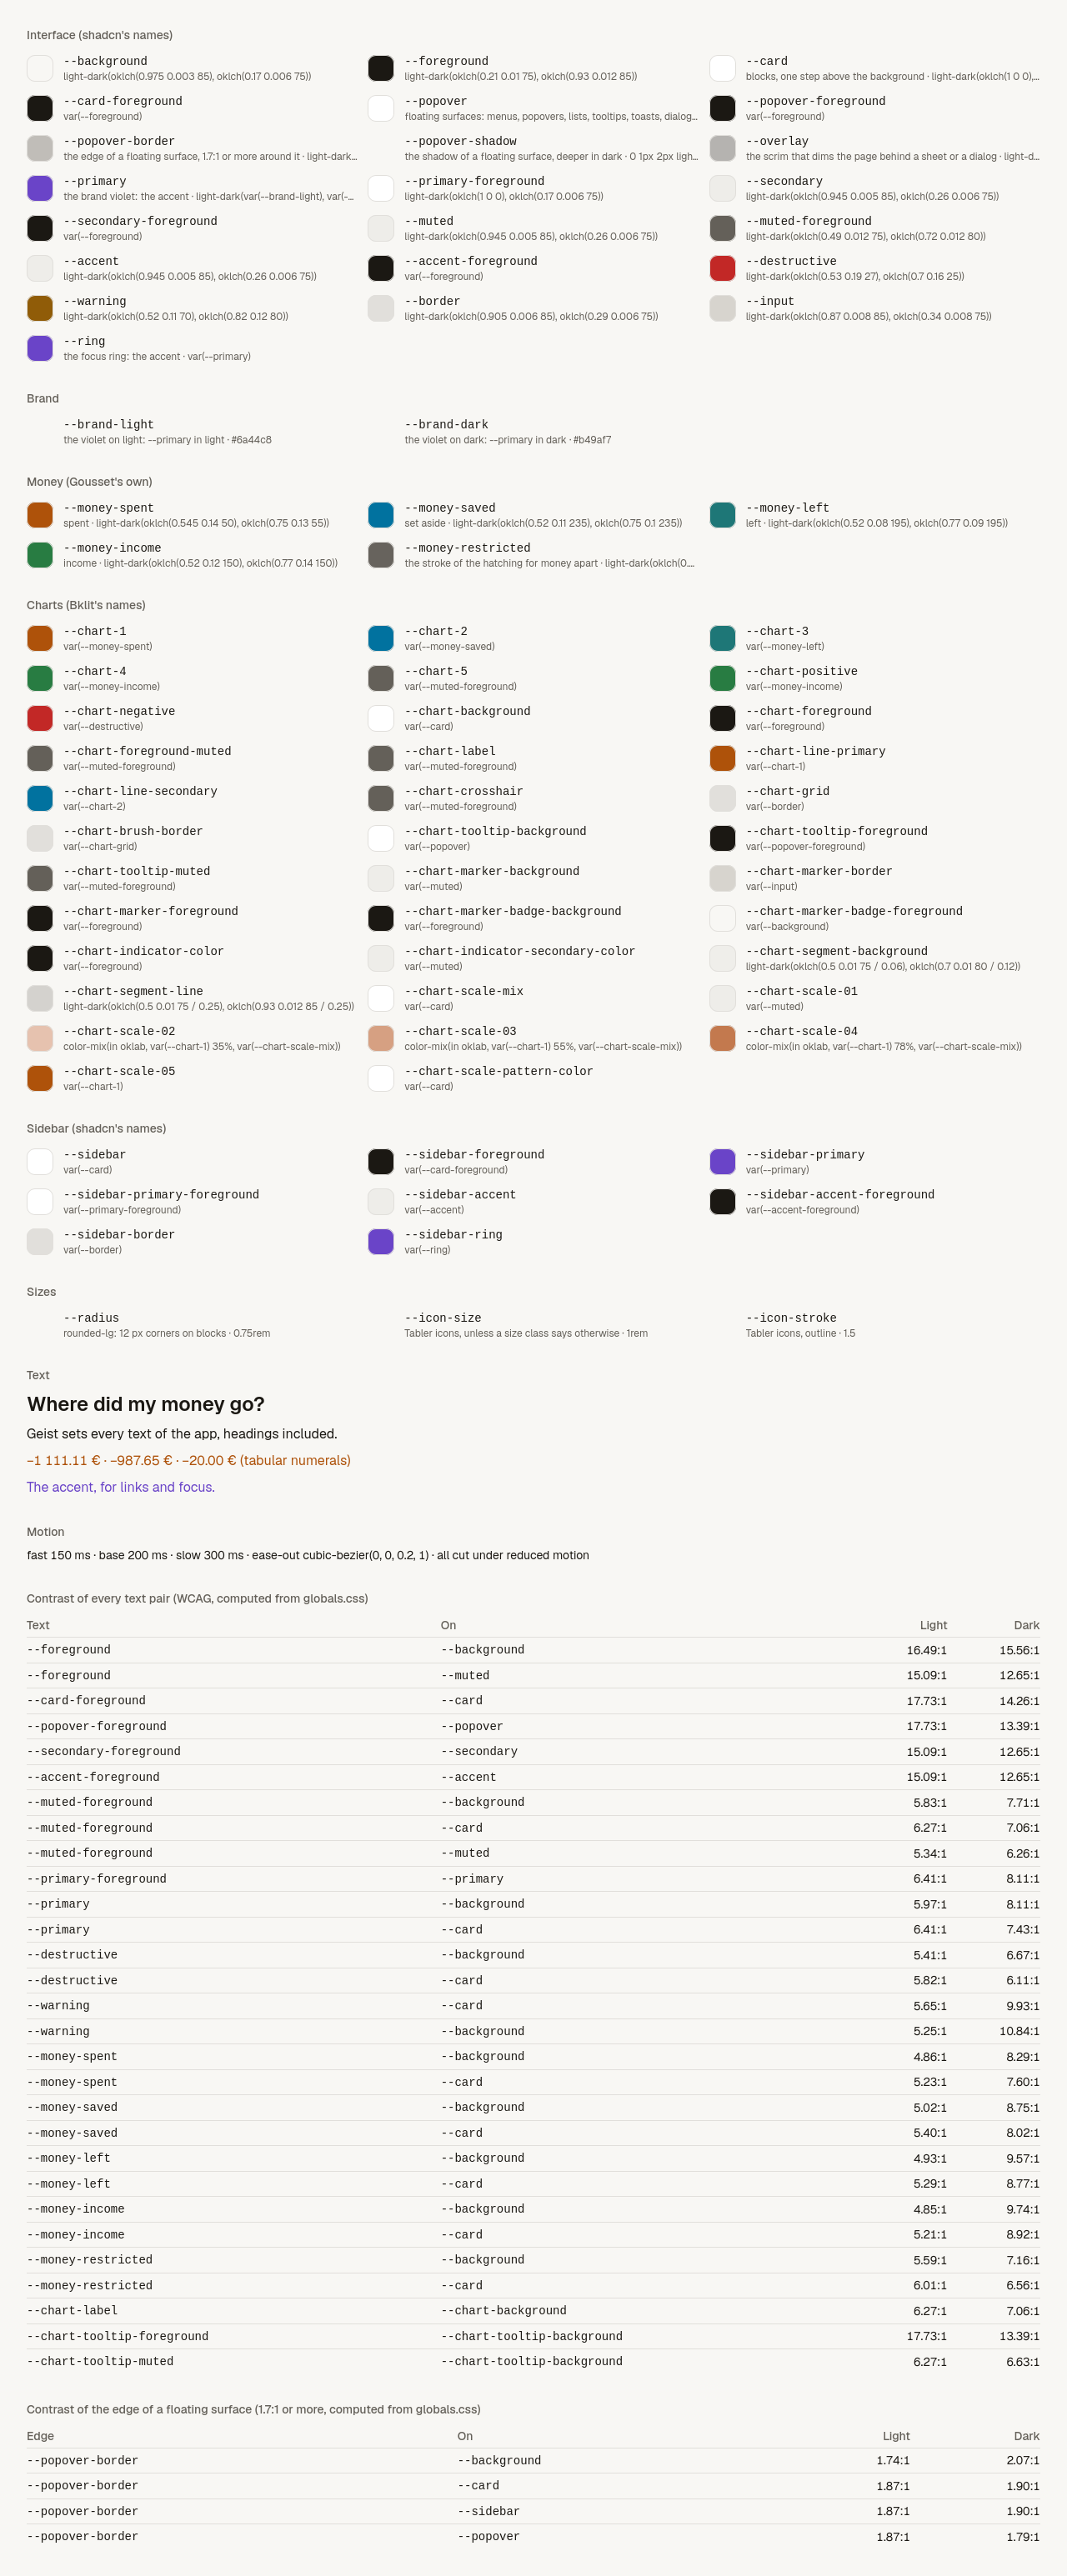 Interface (shadcn's names)
--background
light-dark(oklch(0.975 0.003 85), oklch(0.17 0.006 75))
--foreground
light-dark(oklch(0.21 0.01 75), oklch(0.93 0.012 85))
--card
blocks, one step above the background · light-dark(oklch(1 0 0),...
--card-foreground
var(--foreground)
--popover
floating surfaces: menus, popovers, lists, tooltips, toasts, dialog...
--popover-foreground
var(--foreground)
--popover-border
the edge of a floating surface, 1.7:1 or more around it · light-dark...
--popover-shadow
the shadow of a floating surface, deeper in dark · 0 1px 2px ligh...
--overlay
the scrim that dims the page behind a sheet or a dialog · light-d...
--primary
the brand violet: the accent · light-dark(var(--brand-light), var(-...
--primary-foreground
light-dark(oklch(1 0 0), oklch(0.17 0.006 75))
--secondary
light-dark(oklch(0.945 0.005 85), oklch(0.26 0.006 75))
--secondary-foreground
var(--foreground)
--muted
light-dark(oklch(0.945 0.005 85), oklch(0.26 0.006 75))
--muted-foreground
light-dark(oklch(0.49 0.012 75), oklch(0.72 0.012 80))
--accent
light-dark(oklch(0.945 0.005 85), oklch(0.26 0.006 75))
--accent-foreground
var(--foreground)
--destructive
light-dark(oklch(0.53 0.19 27), oklch(0.7 0.16 25))
--warning
light-dark(oklch(0.52 0.11 70), oklch(0.82 0.12 80))
--border
light-dark(oklch(0.905 0.006 85), oklch(0.29 0.006 75))
--input
light-dark(oklch(0.87 0.008 85), oklch(0.34 0.008 75))
--ring
the focus ring: the accent · var(--primary)
Brand
--brand-light
the violet on light: --primary in light · #6a44c8
--brand-dark
the violet on dark: --primary in dark · #b49af7
Money (Gousset's own)
--money-spent
spent · light-dark(oklch(0.545 0.14 50), oklch(0.75 0.13 55))
--money-saved
set aside · light-dark(oklch(0.52 0.11 235), oklch(0.75 0.1 235))
--money-left
left · light-dark(oklch(0.52 0.08 195), oklch(0.77 0.09 195))
--money-income
income · light-dark(oklch(0.52 0.12 150), oklch(0.77 0.14 150))
--money-restricted
the stroke of the hatching for money apart · light-dark(oklch(0....
Charts (Bklit's names)
--chart-1
var(--money-spent)
--chart-2
var(--money-saved)
--chart-3
var(--money-left)
--chart-4
var(--money-income)
--chart-5
var(--muted-foreground)
--chart-positive
var(--money-income)
--chart-negative
var(--destructive)
--chart-background
var(--card)
--chart-foreground
var(--foreground)
--chart-foreground-muted
var(--muted-foreground)
--chart-label
var(--muted-foreground)
--chart-line-primary
var(--chart-1)
--chart-line-secondary
var(--chart-2)
--chart-crosshair
var(--muted-foreground)
--chart-grid
var(--border)
--chart-brush-border
var(--chart-grid)
--chart-tooltip-background
var(--popover)
--chart-tooltip-foreground
var(--popover-foreground)
--chart-tooltip-muted
var(--muted-foreground)
--chart-marker-background
var(--muted)
--chart-marker-border
var(--input)
--chart-marker-foreground
var(--foreground)
--chart-marker-badge-background
var(--foreground)
--chart-marker-badge-foreground
var(--background)
--chart-indicator-color
var(--foreground)
--chart-indicator-secondary-color
var(--muted)
--chart-segment-background
light-dark(oklch(0.5 0.01 75 / 0.06), oklch(0.7 0.01 80 / 0.12))
--chart-segment-line
light-dark(oklch(0.5 0.01 75 / 0.25), oklch(0.93 0.012 85 / 0.25))
--chart-scale-mix
var(--card)
--chart-scale-01
var(--muted)
--chart-scale-02
color-mix(in oklab, var(--chart-1) 35%, var(--chart-scale-mix))
--chart-scale-03
color-mix(in oklab, var(--chart-1) 55%, var(--chart-scale-mix))
--chart-scale-04
color-mix(in oklab, var(--chart-1) 78%, var(--chart-scale-mix))
--chart-scale-05
var(--chart-1)
--chart-scale-pattern-color
var(--card)
Sidebar (shadcn's names)
--sidebar
var(--card)
--sidebar-foreground
var(--card-foreground)
--sidebar-primary
var(--primary)
--sidebar-primary-foreground
var(--primary-foreground)
--sidebar-accent
var(--accent)
--sidebar-accent-foreground
var(--accent-foreground)
--sidebar-border
var(--border)
--sidebar-ring
var(--ring)
Sizes
--radius
rounded-lg: 12 px corners on blocks · 0.75rem
--icon-size
Tabler icons, unless a size class says otherwise · 1rem
--icon-stroke
Tabler icons, outline · 1.5
Text
Where did my money go?
Geist sets every text of the app, headings included.
−1 111.11 € · −987.65 € · −20.00 € (tabular numerals)
The accent, for links and focus.
Motion
fast 150 ms · base 200 ms · slow 300 ms · ease-out cubic-bezier(0, 0, 0.2, 1) · all cut under reduced motion
Contrast of every text pair (WCAG, computed from globals.css)
Text On Light Dark
--foreground --background 16.49:1 15.56:1
--foreground --muted 15.09:1 12.65:1
--card-foreground --card 17.73:1 14.26:1
--popover-foreground --popover 17.73:1 13.39:1
--secondary-foreground --secondary 15.09:1 12.65:1
--accent-foreground --accent 15.09:1 12.65:1
--muted-foreground --background 5.83:1 7.71:1
--muted-foreground --card 6.27:1 7.06:1
--muted-foreground --muted 5.34:1 6.26:1
--primary-foreground --primary 6.41:1 8.11:1
--primary --background 5.97:1 8.11:1
--primary --card 6.41:1 7.43:1
--destructive --background 5.41:1 6.67:1
--destructive --card 5.82:1 6.11:1
--warning --card 5.65:1 9.93:1
--warning --background 5.25:1 10.84:1
--money-spent --background 4.86:1 8.29:1
--money-spent --card 5.23:1 7.60:1
--money-saved --background 5.02:1 8.75:1
--money-saved --card 5.40:1 8.02:1
--money-left --background 4.93:1 9.57:1
--money-left --card 5.29:1 8.77:1
--money-income --background 4.85:1 9.74:1
--money-income --card 5.21:1 8.92:1
--money-restricted --background 5.59:1 7.16:1
--money-restricted --card 6.01:1 6.56:1
--chart-label --chart-background 6.27:1 7.06:1
--chart-tooltip-foreground --chart-tooltip-background 17.73:1 13.39:1
--chart-tooltip-muted --chart-tooltip-background 6.27:1 6.63:1
Contrast of the edge of a floating surface (1.7:1 or more, computed from globals.css)
Edge On Light Dark
--popover-border --background 1.74:1 2.07:1
--popover-border --card 1.87:1 1.90:1
--popover-border --sidebar 1.87:1 1.90:1
--popover-border --popover 1.87:1 1.79:1